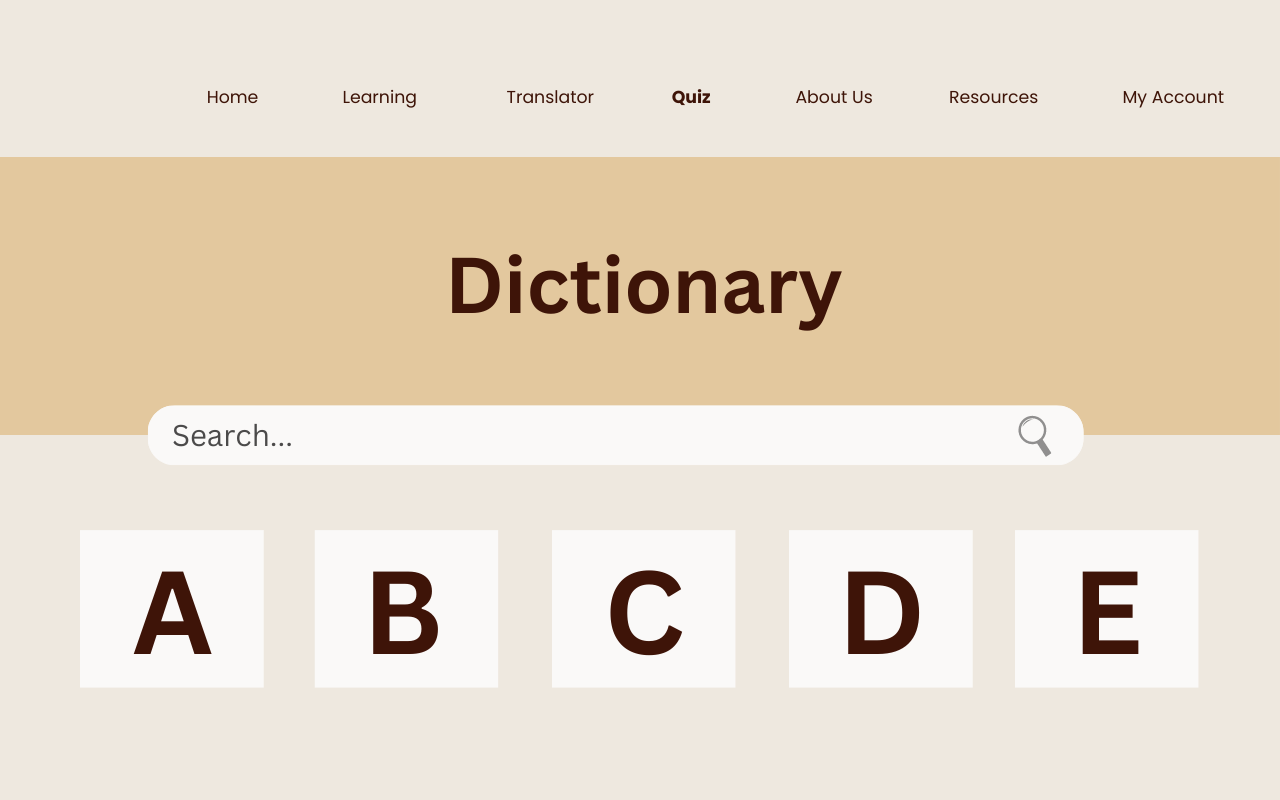 Home Learning Translator Quiz About Us Resources My Account
Dictionary
Search...
A B C D E